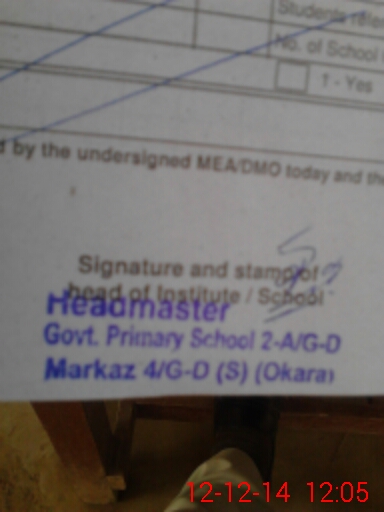 Students
No. of School
1 - Yes
by the undersigned MEA/DMO today and the
Signature and stamp of
head of Institute / School
Headmaster
Govt. Primary School 2-A/G-D
Markaz 4/G-D (S) (Okara)
12-12-14 12:05